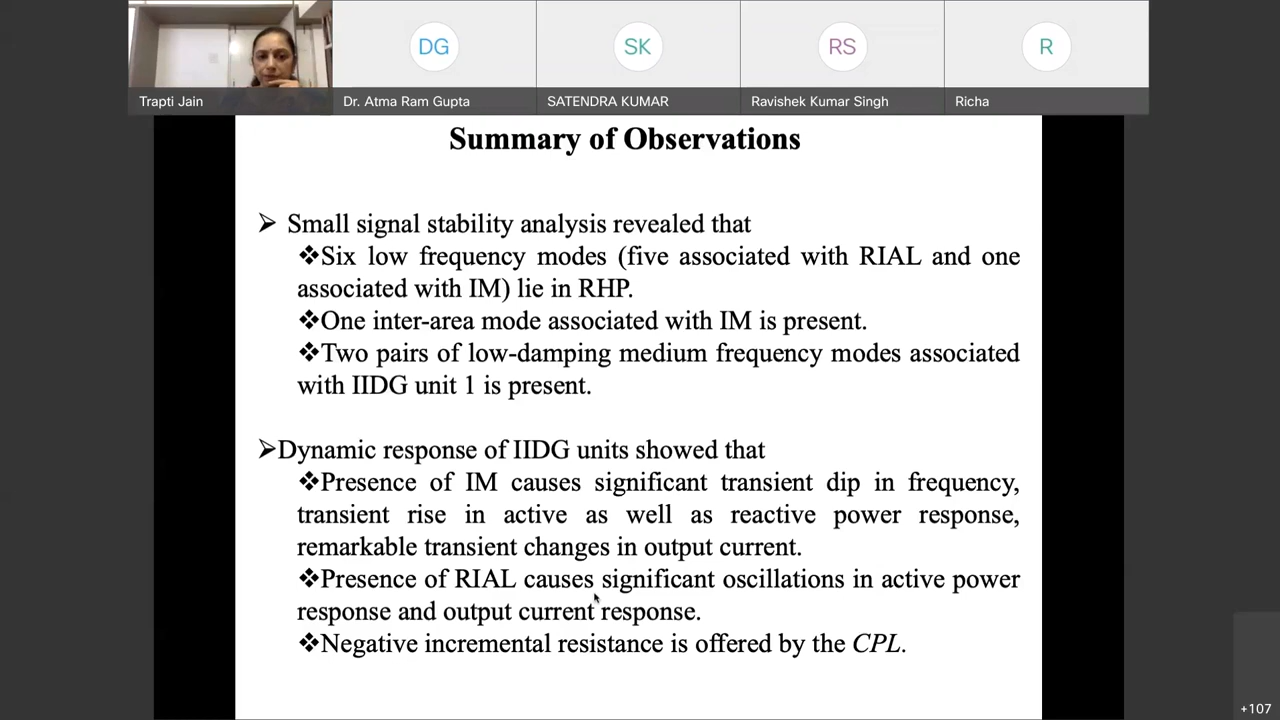 DG
SK
RS
R
Trapti Jain
Dr. Atma Ram Gupta
SATENDRA KUMAR
Ravishek Kumar Singh
Richa
Summary of Observations
➢ Small signal stability analysis revealed that
❖Six low frequency modes (five associated with RIAL and one
associated with IM) lie in RHP.
❖One inter-area mode associated with IM is present.
❖Two pairs of low-damping medium frequency modes associated
with IIDG unit 1 is present.
➢Dynamic response of IIDG units showed that
❖Presence of IM causes significant transient dip in frequency,
transient rise in active as well as reactive power response,
remarkable transient changes in output current.
❖Presence of RIAL causes significant oscillations in active power
response and output current response.
❖Negative incremental resistance is offered by the CPL.
+107